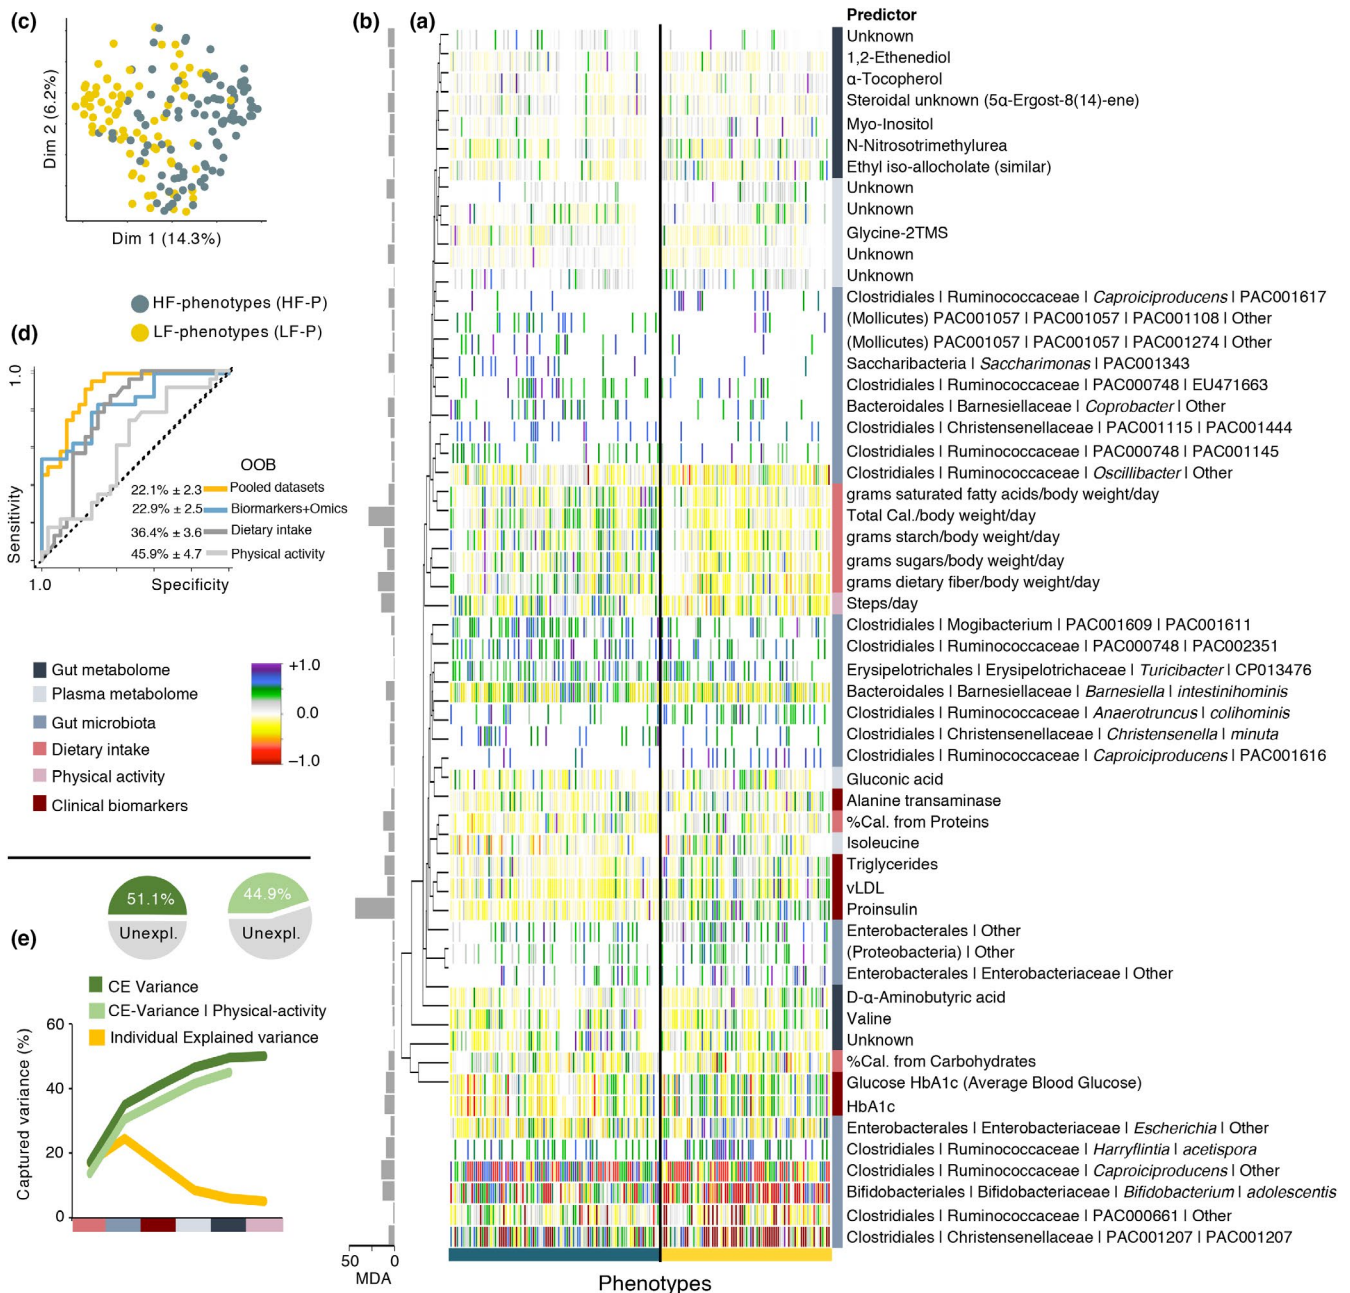 (c)
Dim 2 (6.2%)
Dim 1 (14.3%)
HF-phenotypes (HF-P)
LF-phenotypes (LF-P)
(d)
1.0
Sensitivity
OOB
22.1% ± 2.3 Pooled datasets
22.9% ± 2.5 Biormarkers+Omics
36.4% ± 3.6 Dietary intake
45.9% ± 4.7 Physical activity
1.0
Specificity
Gut metabolome
Plasma metabolome
Gut microbiota
Dietary intake
Physical activity
Clinical biomarkers
+1.0
0.0
−1.0
51.1%
Unexpl.
44.9%
Unexpl.
(e)
CE Variance
CE-Variance | Physical-activity
Individual Explained variance
Captured variance (%)
60
40
20
0
(b)
50 0
MDA
(a)
Predictor
Unknown
1,2-Ethenediol
α-Tocopherol
Steroidal unknown (5α-Ergost-8(14)-ene)
Myo-Inositol
N-Nitrosotrimethylurea
Ethyl iso-allocholate (similar)
Unknown
Unknown
Glycine-2TMS
Unknown
Unknown
Clostridiales | Ruminococcaceae | Caproiciproducens | PAC001617
(Mollicutes) PAC001057 | PAC001057 | PAC001108 | Other
(Mollicutes) PAC001057 | PAC001057 | PAC001274 | Other
Saccharibacteria | Saccharimonas | PAC001343
Clostridiales | Ruminococcaceae | PAC000748 | EU471663
Bacteroidales | Barnesiellaceae | Coprobacter | Other
Clostridiales | Christensenellaceae | PAC001115 | PAC001444
Clostridiales | Ruminococcaceae | PAC000748 | PAC001145
Clostridiales | Ruminococcaceae | Oscillibacter | Other
grams saturated fatty acids/body weight/day
Total Cal./body weight/day
grams starch/body weight/day
grams sugars/body weight/day
grams dietary fiber/body weight/day
Steps/day
Clostridiales | Mogibacterium | PAC001609 | PAC001611
Clostridiales | Ruminococcaceae | PAC000748 | PAC002351
Erysipelotrichales | Erysipelotrichaceae | Turicibacter | CP013476
Bacteroidales | Barnesiellaceae | Barnesiella | intestinihominis
Clostridiales | Ruminococcaceae | Anaerotruncus | colihominis
Clostridiales | Christensenellaceae | Christensenella | minuta
Clostridiales | Ruminococcaceae | Caproiciproducens | PAC001616
Gluconic acid
Alanine transaminase
%Cal. from Proteins
Isoleucine
Triglycerides
vLDL
Proinsulin
Enterobacterales | Other
(Proteobacteria) | Other
Enterobacterales | Enterobacteriaceae | Other
D-α-Aminobutyric acid
Valine
Unknown
%Cal. from Carbohydrates
Glucose HbA1c (Average Blood Glucose)
HbA1c
Enterobacterales | Enterobacteriaceae | Escherichia | Other
Clostridiales | Ruminococcaceae | Harryflintia | acetispora
Clostridiales | Ruminococcaceae | Caproiciproducens | Other
Bifidobacteriales | Bifidobacteriaceae | Bifidobacterium | adolescentis
Clostridiales | Ruminococcaceae | PAC000661 | Other
Clostridiales | Christensenellaceae | PAC001207 | PAC001207
Phenotypes